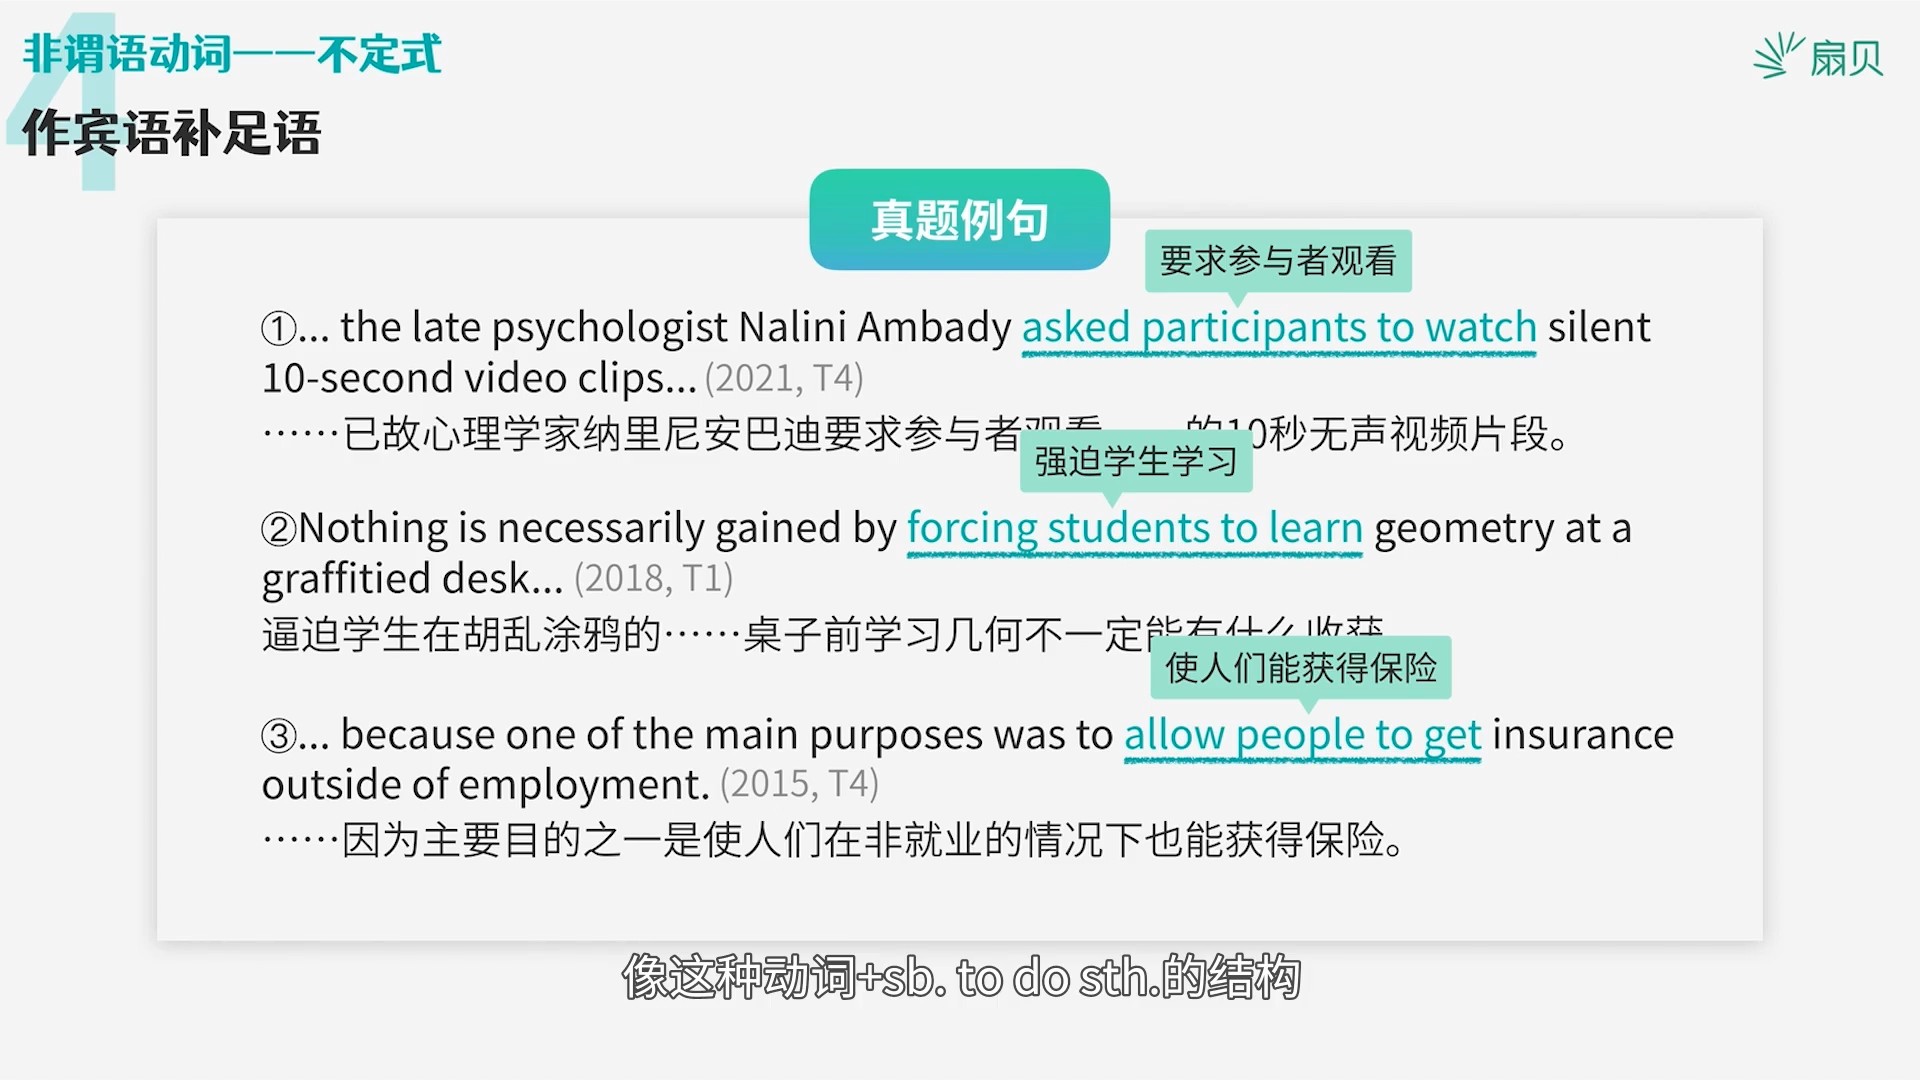 非谓语动词——不定式
扇贝
4
作宾语补足语
真题例句
要求参与者观看
①... the late psychologist Nalini Ambady asked participants to watch silent
10-second video clips... (2021, T4)
……已故心理学家纳里尼安巴迪要求参与者观看 的10秒无声视频片段。
强迫学生学习
②Nothing is necessarily gained by forcing students to learn geometry at a
graffitied desk... (2018, T1)
逼迫学生在胡乱涂鸦的……桌子前学习几何不一定能有什么收获
使人们能获得保险
③... because one of the main purposes was to allow people to get insurance
outside of employment. (2015, T4)
……因为主要目的之一是使人们在非就业的情况下也能获得保险。
像这种动词+sb. to do sth.的结构